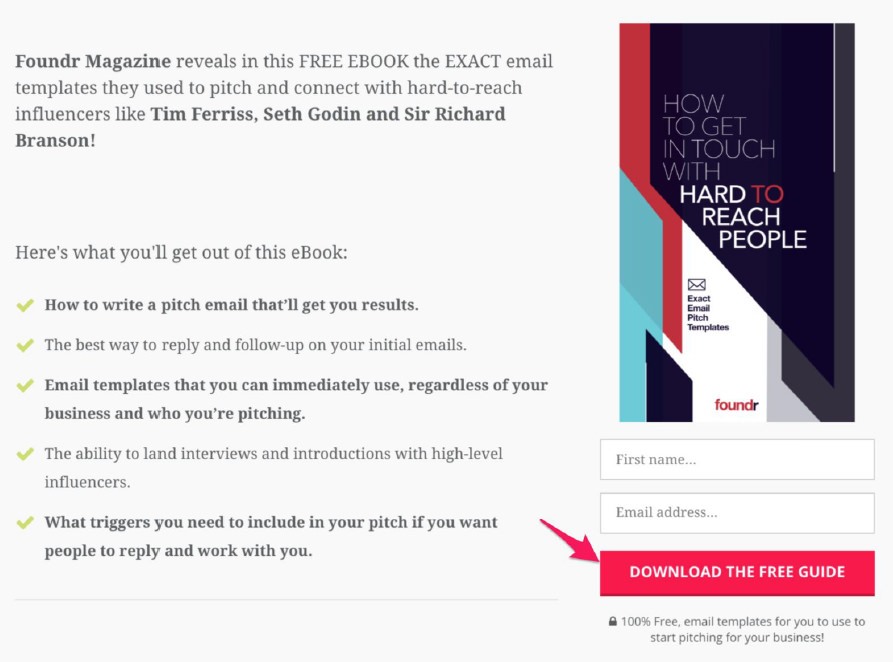 Foundr Magazine reveals in this FREE EBOOK the EXACT email
templates they used to pitch and connect with hard-to-reach
influencers like Tim Ferriss, Seth Godin and Sir Richard
Branson!
Here's what you'll get out of this eBook:
How to write a pitch email that’ll get you results.
The best way to reply and follow-up on your initial emails.
Email templates that you can immediately use, regardless of your
business and who you’re pitching.
The ability to land interviews and introductions with high-level
influencers.
What triggers you need to include in your pitch if you want
people to reply and work with you.
HOW
TO GET
IN TOUCH
WITH
HARD TO
REACH
PEOPLE
Exact
Email
Pitch
Templates
foundr
First name...
Email address...
DOWNLOAD THE FREE GUIDE
100% Free, email templates for you to use to
start pitching for your business!